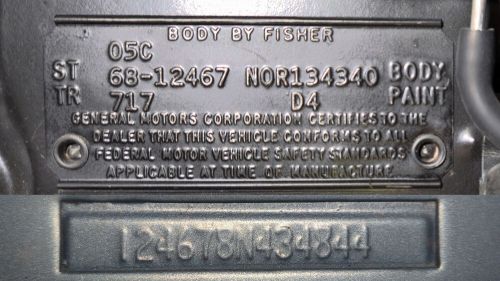 BODY BY FISHER
05C
ST 68-12467 NOR134340 BODY
TR 717 D4 PAINT
GENERAL MOTORS CORPORATION CERTIFIES TO THE
DEALER THAT THIS VEHICLE CONFORMS TO ALL
FEDERAL MOTOR VEHICLE SAFETY STANDARDS
APPLICABLE AT TIME OF MANUFACTURE
124678N434844